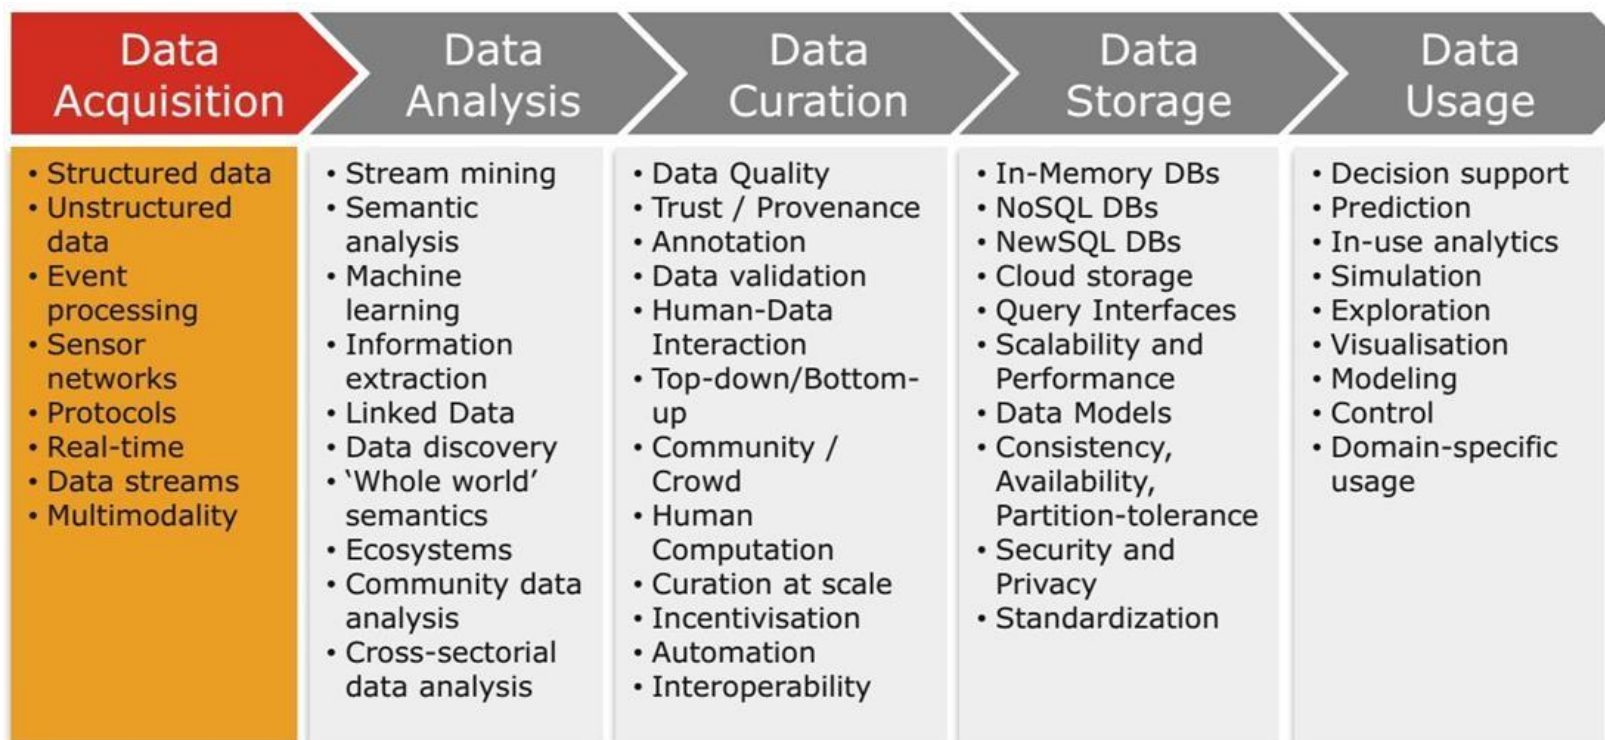 Data
Acquisition
Data
Analysis
Data
Curation
Data
Storage
Data
Usage
• Structured data
• Unstructured
data
• Event
processing
• Sensor
networks
• Protocols
• Real-time
• Data streams
• Multimodality
• Stream mining
• Semantic
analysis
• Machine
learning
• Information
extraction
• Linked Data
• Data discovery
• ‘Whole world’
semantics
• Ecosystems
• Community data
analysis
• Cross-sectorial
data analysis
• Data Quality
• Trust / Provenance
• Annotation
• Data validation
• Human-Data
Interaction
• Top-down/Bottom-
up
• Community /
Crowd
• Human
Computation
• Curation at scale
• Incentivisation
• Automation
• Interoperability
• In-Memory DBs
• NoSQL DBs
• NewSQL DBs
• Cloud storage
• Query Interfaces
• Scalability and
Performance
• Data Models
• Consistency,
Availability,
Partition-tolerance
• Security and
Privacy
• Standardization
• Decision support
• Prediction
• In-use analytics
• Simulation
• Exploration
• Visualisation
• Modeling
• Control
• Domain-specific
usage